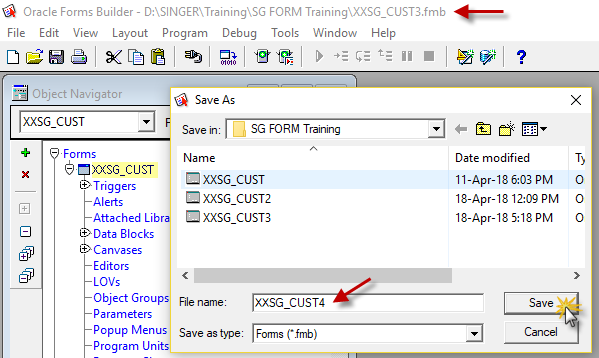 Oracle Forms Builder - D:\SINGER\Training\SG FORM Training\XXSG_CUST3.fmb
File Edit View Layout Program Debug Tools Window Help
Object Navigator
XXSG_CUST
F
Forms
XXSG_CUST
Triggers
Alerts
Attached Libra
Data Blocks
Canvases
Editors
LOVs
Object Groups
Parameters
Popup Menus
Program Units
Save As
Save in: SG FORM Training
Name Date modified Ty
XXSG_CUST 11-Apr-18 6:03 PM O
XXSG_CUST2 18-Apr-18 12:09 PM O
XXSG_CUST3 18-Apr-18 5:18 PM O
File name: XXSG_CUST4 Save
Save as type: Forms (*.fmb) Cancel